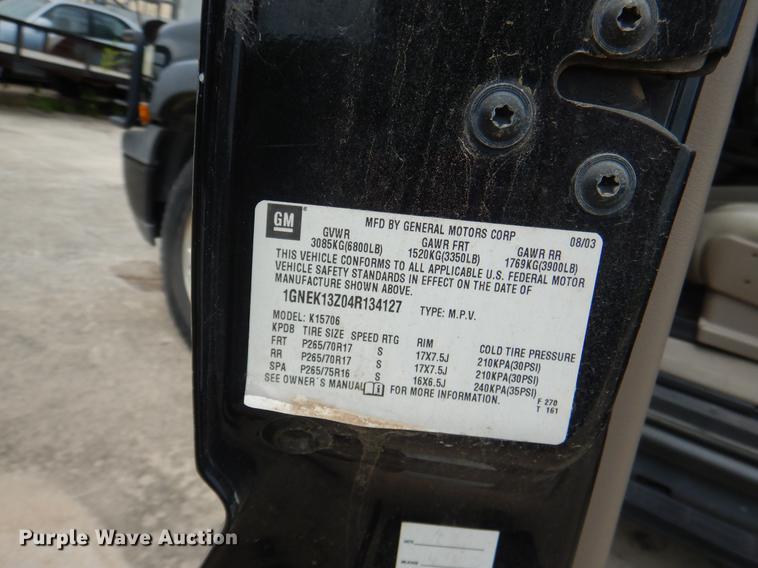 GM
MFD BY GENERAL MOTORS CORP 08/03
GVWR GAWR FRT GAWR RR
3085KG(6800LB) 1520KG(3350LB) 1769KG(3900LB)
THIS VEHICLE CONFORMS TO ALL APPLICABLE U.S. FEDERAL MOTOR
VEHICLE SAFETY STANDARDS IN EFFECT ON THE DATE OF
MANUFACTURE SHOWN ABOVE.
1GNEK13Z04R134127 TYPE: M.P.V.
MODEL: K15706
KPDB TIRE SIZE SPEED RTG RIM COLD TIRE PRESSURE
FRT P265/70R17 S 17X7.5J 210KPA(30PSI)
RR P265/70R17 S 17X7.5J 210KPA(30PSI)
SPA P265/75R16 S 16X6.5J 240KPA(35PSI)
SEE OWNER'S MANUAL FOR MORE INFORMATION.
F 270
T 161
Purple Wave Auction